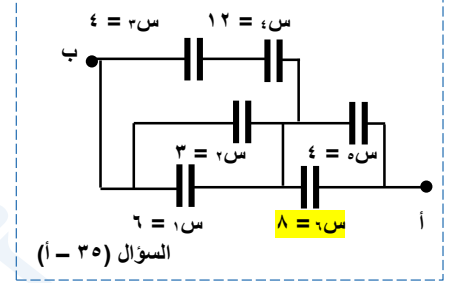 س٣ = ٤ س٤ = ١٢
ب
س٢ = ٣ س٥ = ٤
س١ = ٦ س٦ = ٨ أ
السؤال (٣٥ – أ)